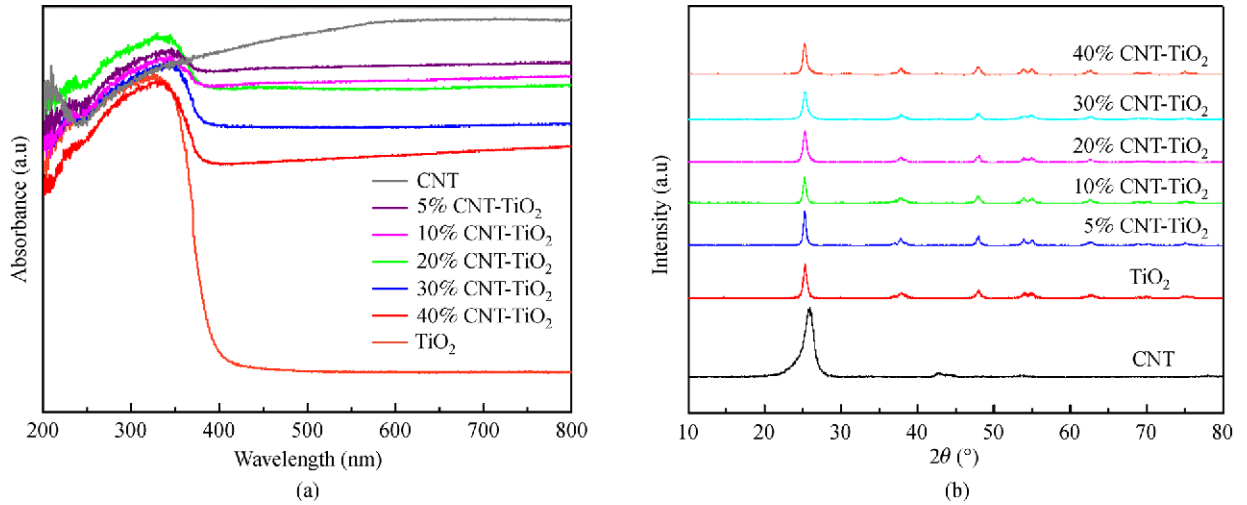 Absorbance (a.u)
CNT
5% CNT-TiO₂
10% CNT-TiO₂
20% CNT-TiO₂
30% CNT-TiO₂
40% CNT-TiO₂
TiO₂
200 300 400 500 600 700 800
Wavelength (nm)
(a)
Intensity (a.u)
40% CNT-TiO₂
30% CNT-TiO₂
20% CNT-TiO₂
10% CNT-TiO₂
5% CNT-TiO₂
TiO₂
CNT
10 20 30 40 50 60 70 80
2θ (°)
(b)